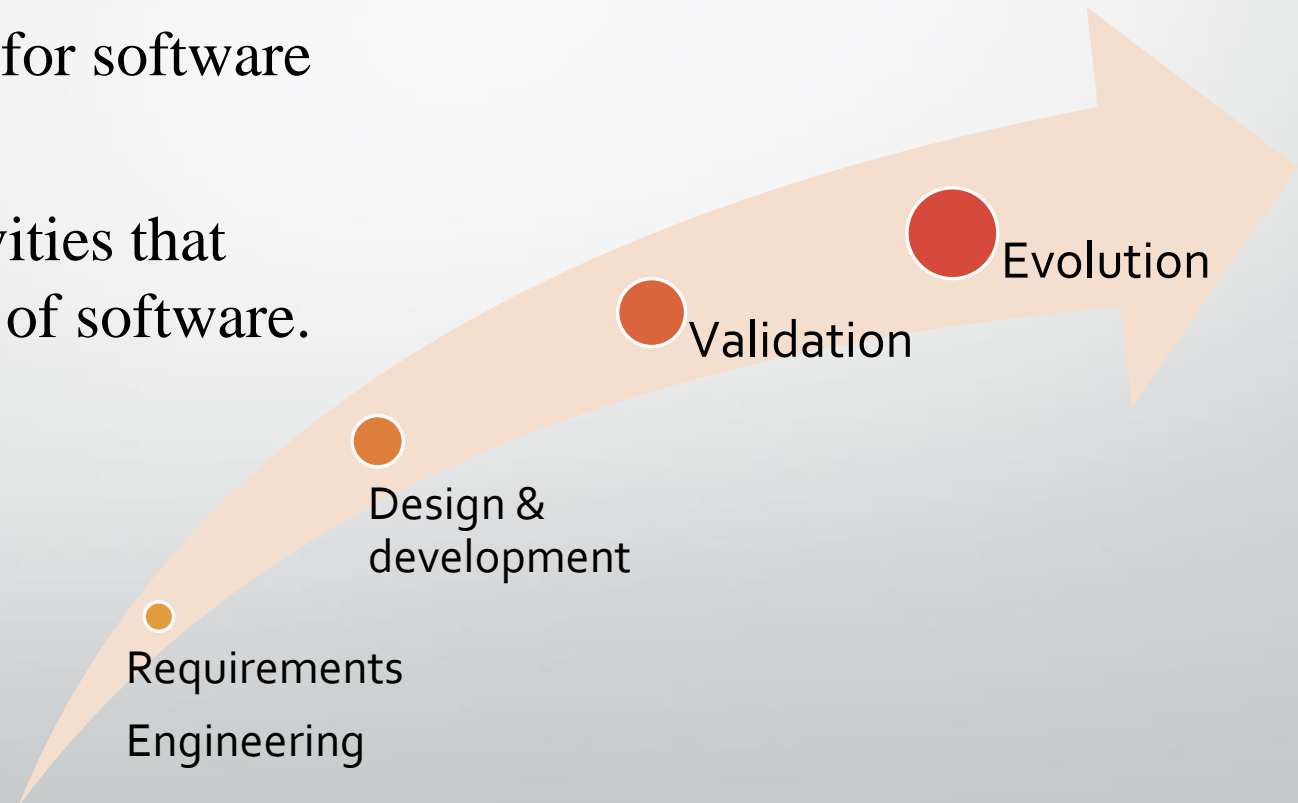 for software
vities that
of software.
Evolution
Validation
Design &
development
Requirements
Engineering